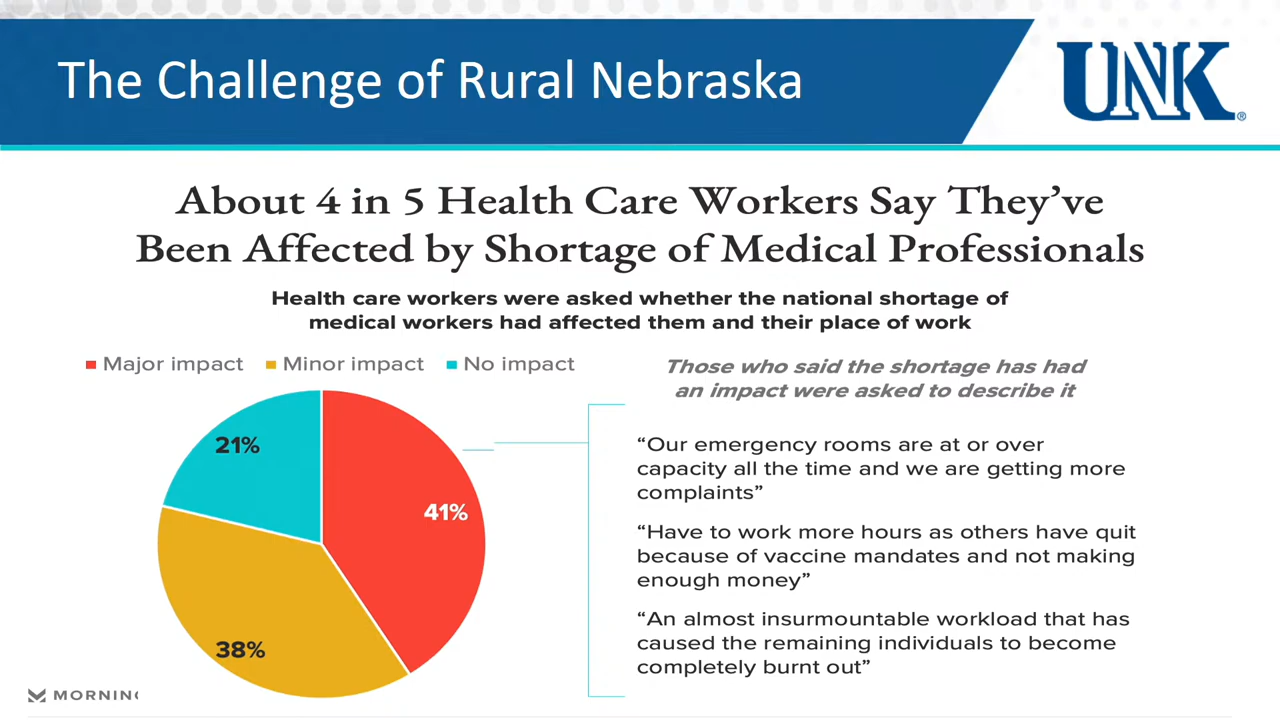 The Challenge of Rural Nebraska
UNK®
About 4 in 5 Health Care Workers Say They’ve
Been Affected by Shortage of Medical Professionals
Health care workers were asked whether the national shortage of
medical workers had affected them and their place of work
Major impact Minor impact No impact
21%
41%
38%
Those who said the shortage has had
an impact were asked to describe it
“Our emergency rooms are at or over
capacity all the time and we are getting more
complaints”
“Have to work more hours as others have quit
because of vaccine mandates and not making
enough money”
“An almost insurmountable workload that has
caused the remaining individuals to become
completely burnt out”